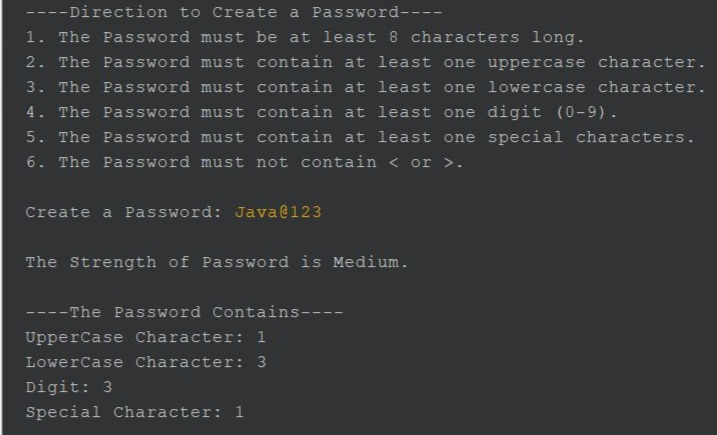 ----Direction to Create a Password----
1. The Password must be at least 8 characters long.
2. The Password must contain at least one uppercase character.
3. The Password must contain at least one lowercase character.
4. The Password must contain at least one digit (0-9).
5. The Password must contain at least one special characters.
6. The Password must not contain < or >.
Create a Password: Java@123
The Strength of Password is Medium.
----The Password Contains----
UpperCase Character: 1
LowerCase Character: 3
Digit: 3
Special Character: 1